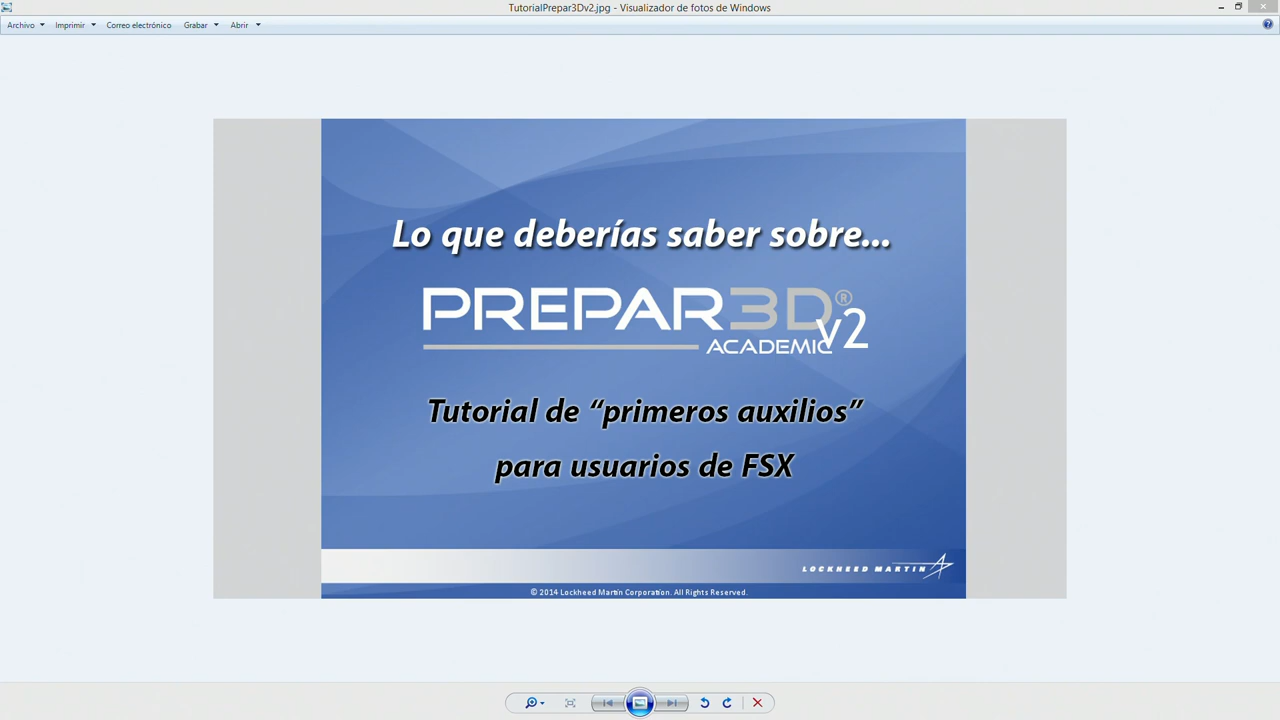 TutorialPrepar3Dv2.jpg - Visualizador de fotos de Windows
Archivo Imprimir Correo electrónico Grabar Abrir
Lo que deberías saber sobre...
PREPAR3D®
v2
ACADEMIC
Tutorial de “primeros auxilios”
para usuarios de FSX
LOCKHEED MARTIN
© 2014 Lockheed Martin Corporation. All Rights Reserved.